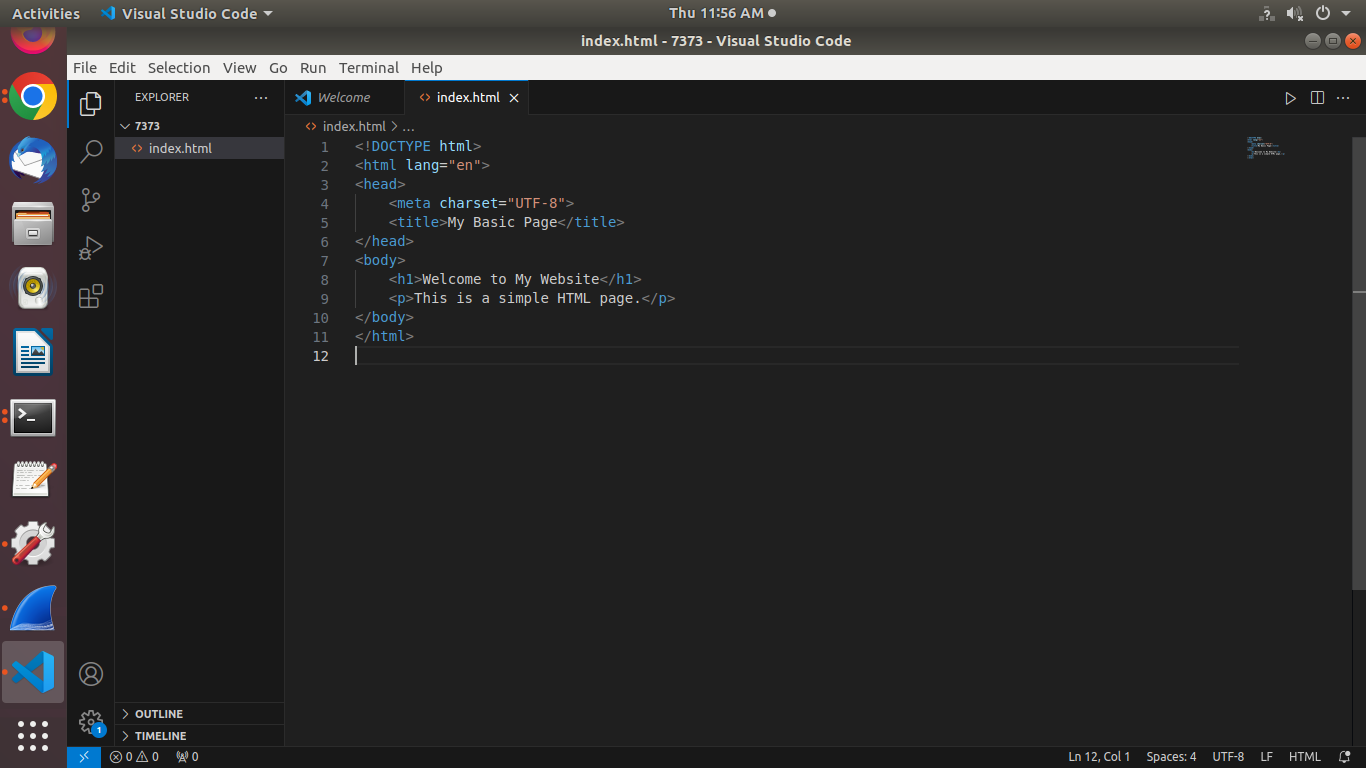 Activities Visual Studio Code Thu 11:56 AM
index.html - 7373 - Visual Studio Code
File Edit Selection View Go Run Terminal Help
EXPLORER
Welcome index.html
7373
index.html
index.html > ...
1 <!DOCTYPE html>
2 <html lang="en">
3 <head>
4 <meta charset="UTF-8">
5 <title>My Basic Page</title>
6 </head>
7 <body>
8 <h1>Welcome to My Website</h1>
9 <p>This is a simple HTML page.</p>
10 </body>
11 </html>
12
OUTLINE
TIMELINE
1
0 0 0 Ln 12, Col 1 Spaces: 4 UTF-8 LF HTML